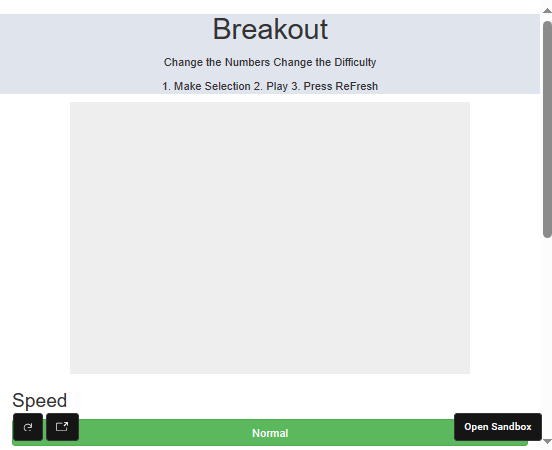 Breakout
Change the Numbers Change the Difficulty
1. Make Selection 2. Play 3. Press ReFresh
Speed
Normal
Open Sandbox